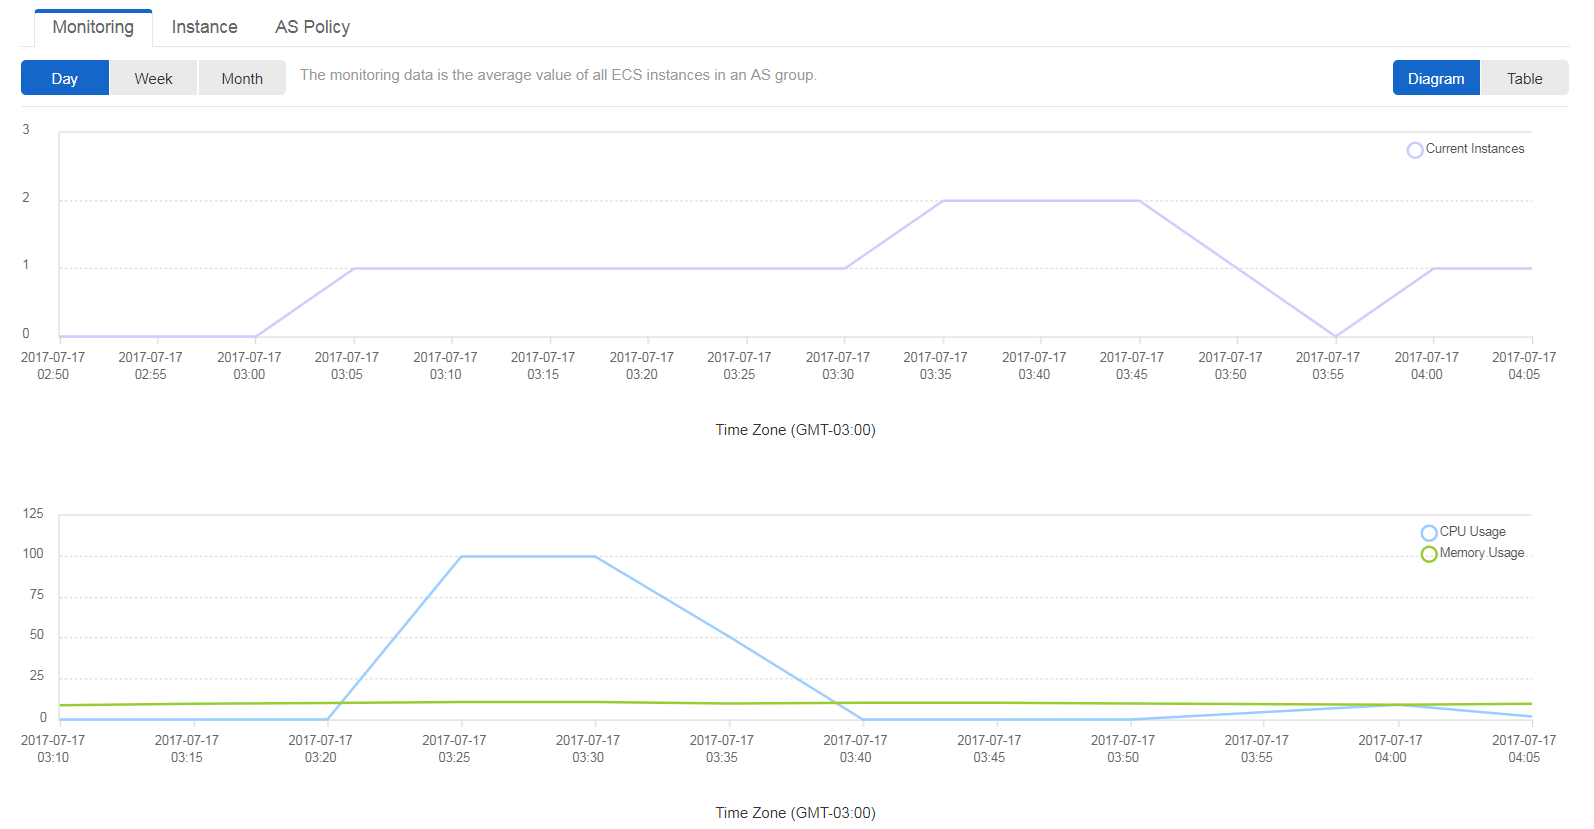 Monitoring Instance AS Policy
Day Week Month The monitoring data is the average value of all ECS instances in an AS group. Diagram Table
3
Current Instances
2
1
0
2017-07-17 2017-07-17 2017-07-17 2017-07-17 2017-07-17 2017-07-17 2017-07-17 2017-07-17 2017-07-17 2017-07-17 2017-07-17 2017-07-17 2017-07-17 2017-07-17 2017-07-17 2017-07-17
02:50 02:55 03:00 03:05 03:10 03:15 03:20 03:25 03:30 03:35 03:40 03:45 03:50 03:55 04:00 04:05
Time Zone (GMT-03:00)
125
CPU Usage
100
Memory Usage
75
50
25
0
2017-07-17 2017-07-17 2017-07-17 2017-07-17 2017-07-17 2017-07-17 2017-07-17 2017-07-17 2017-07-17 2017-07-17 2017-07-17 2017-07-17
03:10 03:15 03:20 03:25 03:30 03:35 03:40 03:45 03:50 03:55 04:00 04:05
Time Zone (GMT-03:00)